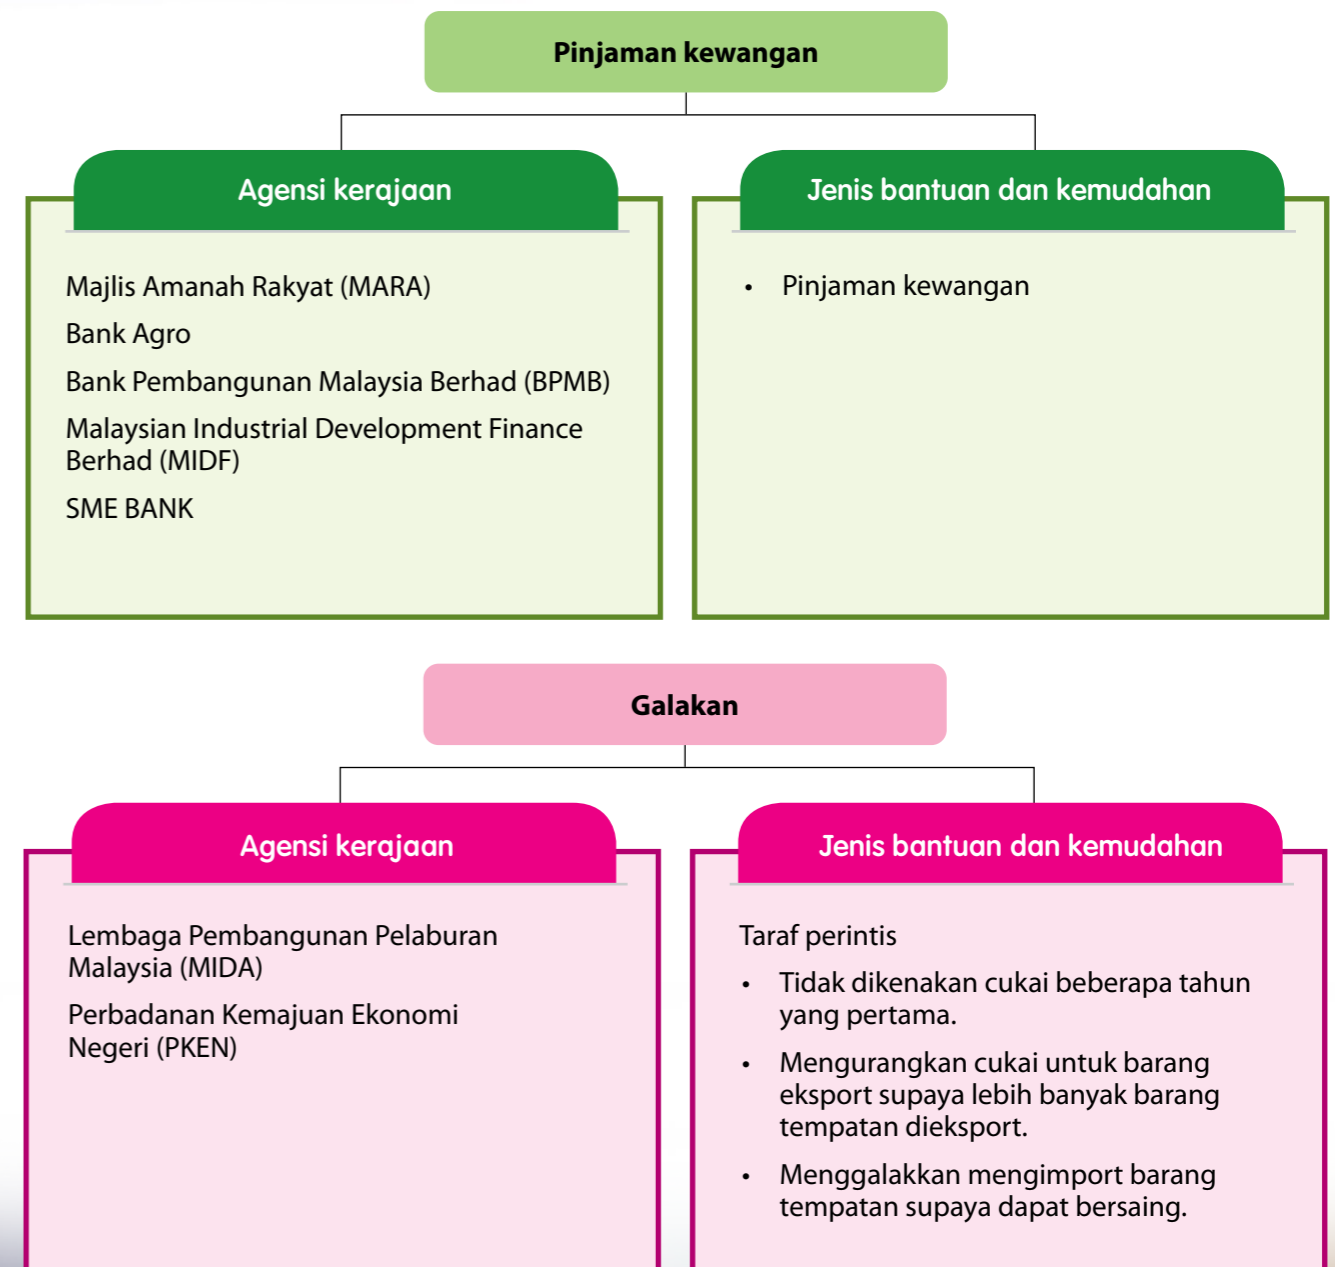 Pinjaman kewangan
Agensi kerajaan
Majlis Amanah Rakyat (MARA)
Bank Agro
Bank Pembangunan Malaysia Berhad (BPMB)
Malaysian Industrial Development Finance
Berhad (MIDF)
SME BANK
Jenis bantuan dan kemudahan
• Pinjaman kewangan
Galakan
Agensi kerajaan
Lembaga Pembangunan Pelaburan
Malaysia (MIDA)
Perbadanan Kemajuan Ekonomi
Negeri (PKEN)
Jenis bantuan dan kemudahan
Taraf perintis
• Tidak dikenakan cukai beberapa tahun
yang pertama.
• Mengurangkan cukai untuk barang
eksport supaya lebih banyak barang
tempatan dieksport.
• Menggalakkan mengimport barang
tempatan supaya dapat bersaing.